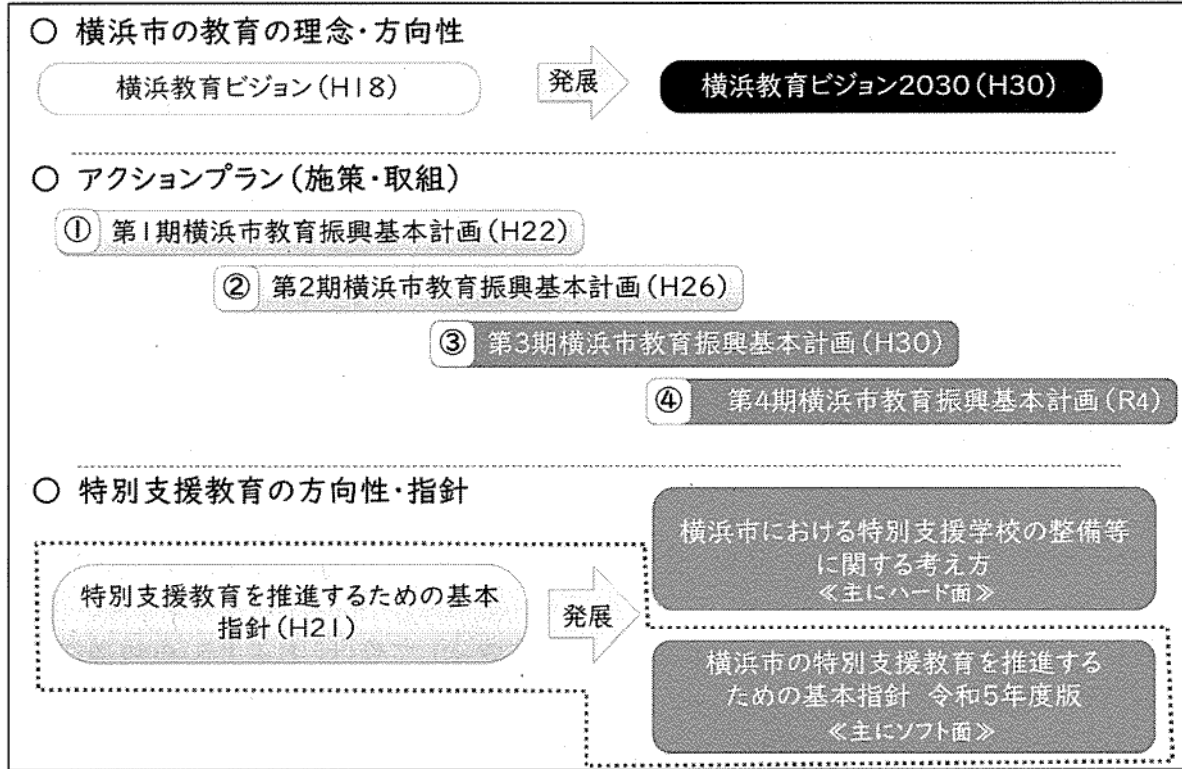 ○ 横浜市の教育の理念・方向性
横浜教育ビジョン(H18)
発展
横浜教育ビジョン2030(H30)
○ アクションプラン(施策・取組)
① 第1期横浜市教育振興基本計画(H22)
② 第2期横浜市教育振興基本計画(H26)
③ 第3期横浜市教育振興基本計画(H30)
④ 第4期横浜市教育振興基本計画(R4)
○ 特別支援教育の方向性・指針
特別支援教育を推進するための基本
指針(H21)
発展
横浜市における特別支援学校の整備等
に関する考え方
≪主にハード面≫
横浜市の特別支援教育を推進する
ための基本指針 令和5年度版
≪主にソフト面≫